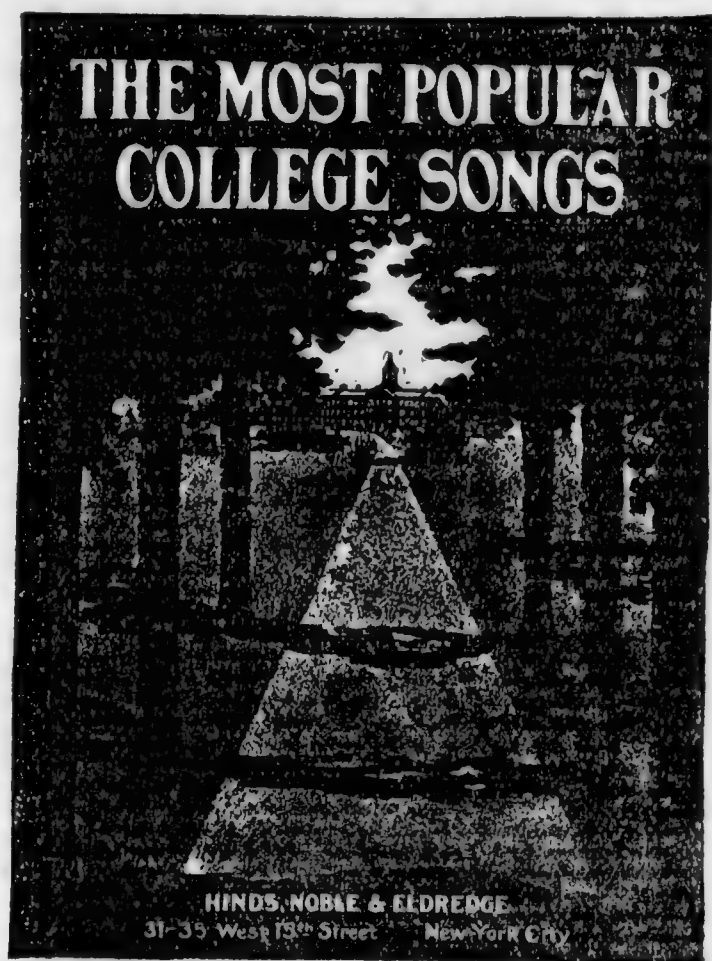 THE MOST POPULAR
COLLEGE SONGS
HINDS, NOBLE & ELDREDGE
31-35 West 15th Street New York City